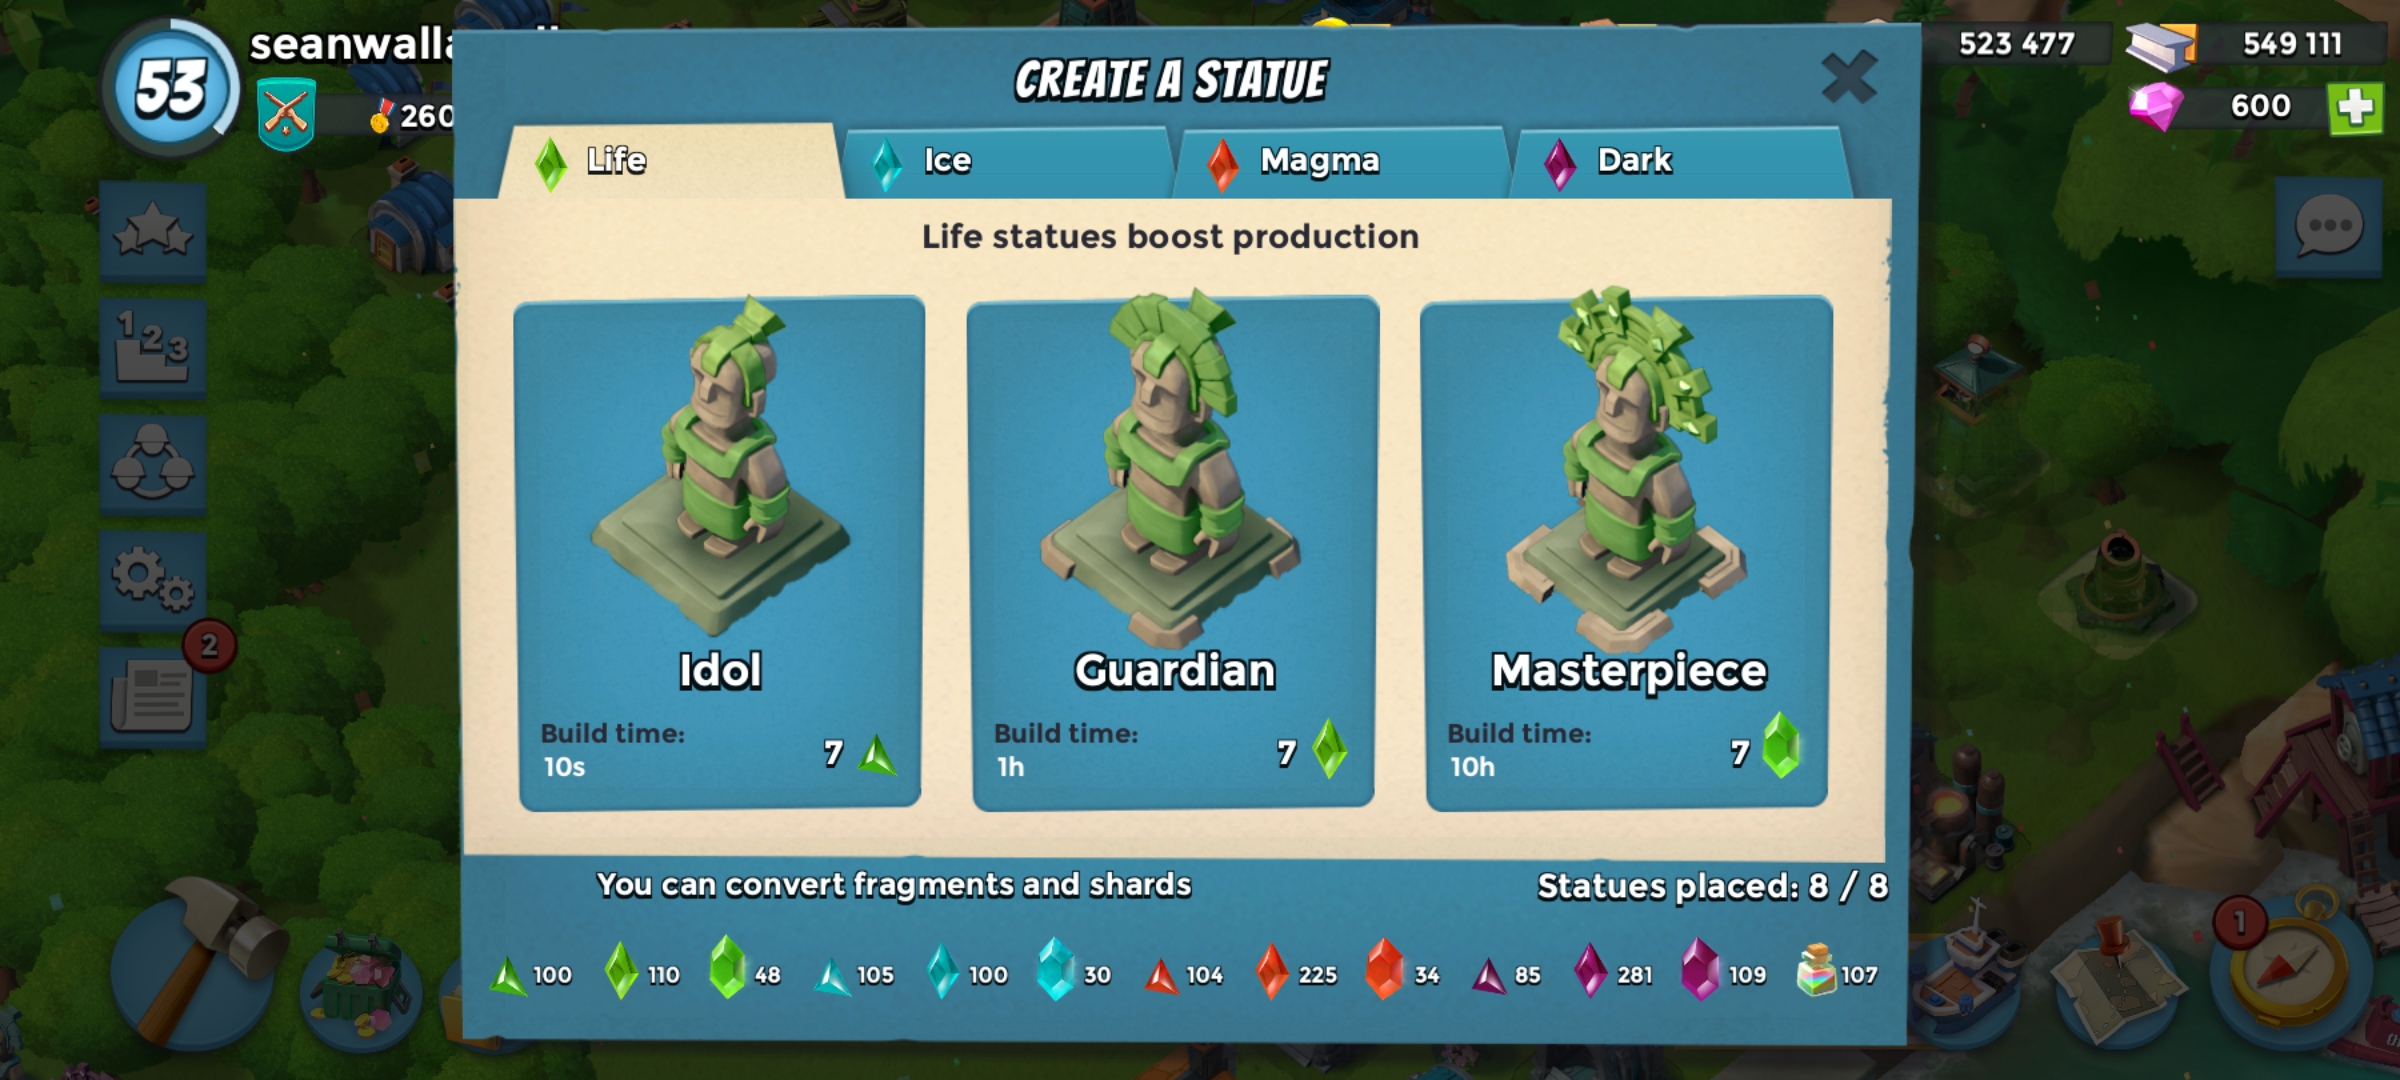 53
260
CREATE A STATUE
523 477
549 111
600
Life
Ice
Magma
Dark
Life statues boost production
1 2 3
2
Idol
Build time:
10s
7
Guardian
Build time:
1h
7
Masterpiece
Build time:
10h
7
You can convert fragments and shards
Statues placed: 8 / 8
100 110 48 105 100 30 104 225 34 85 281 109 107
1